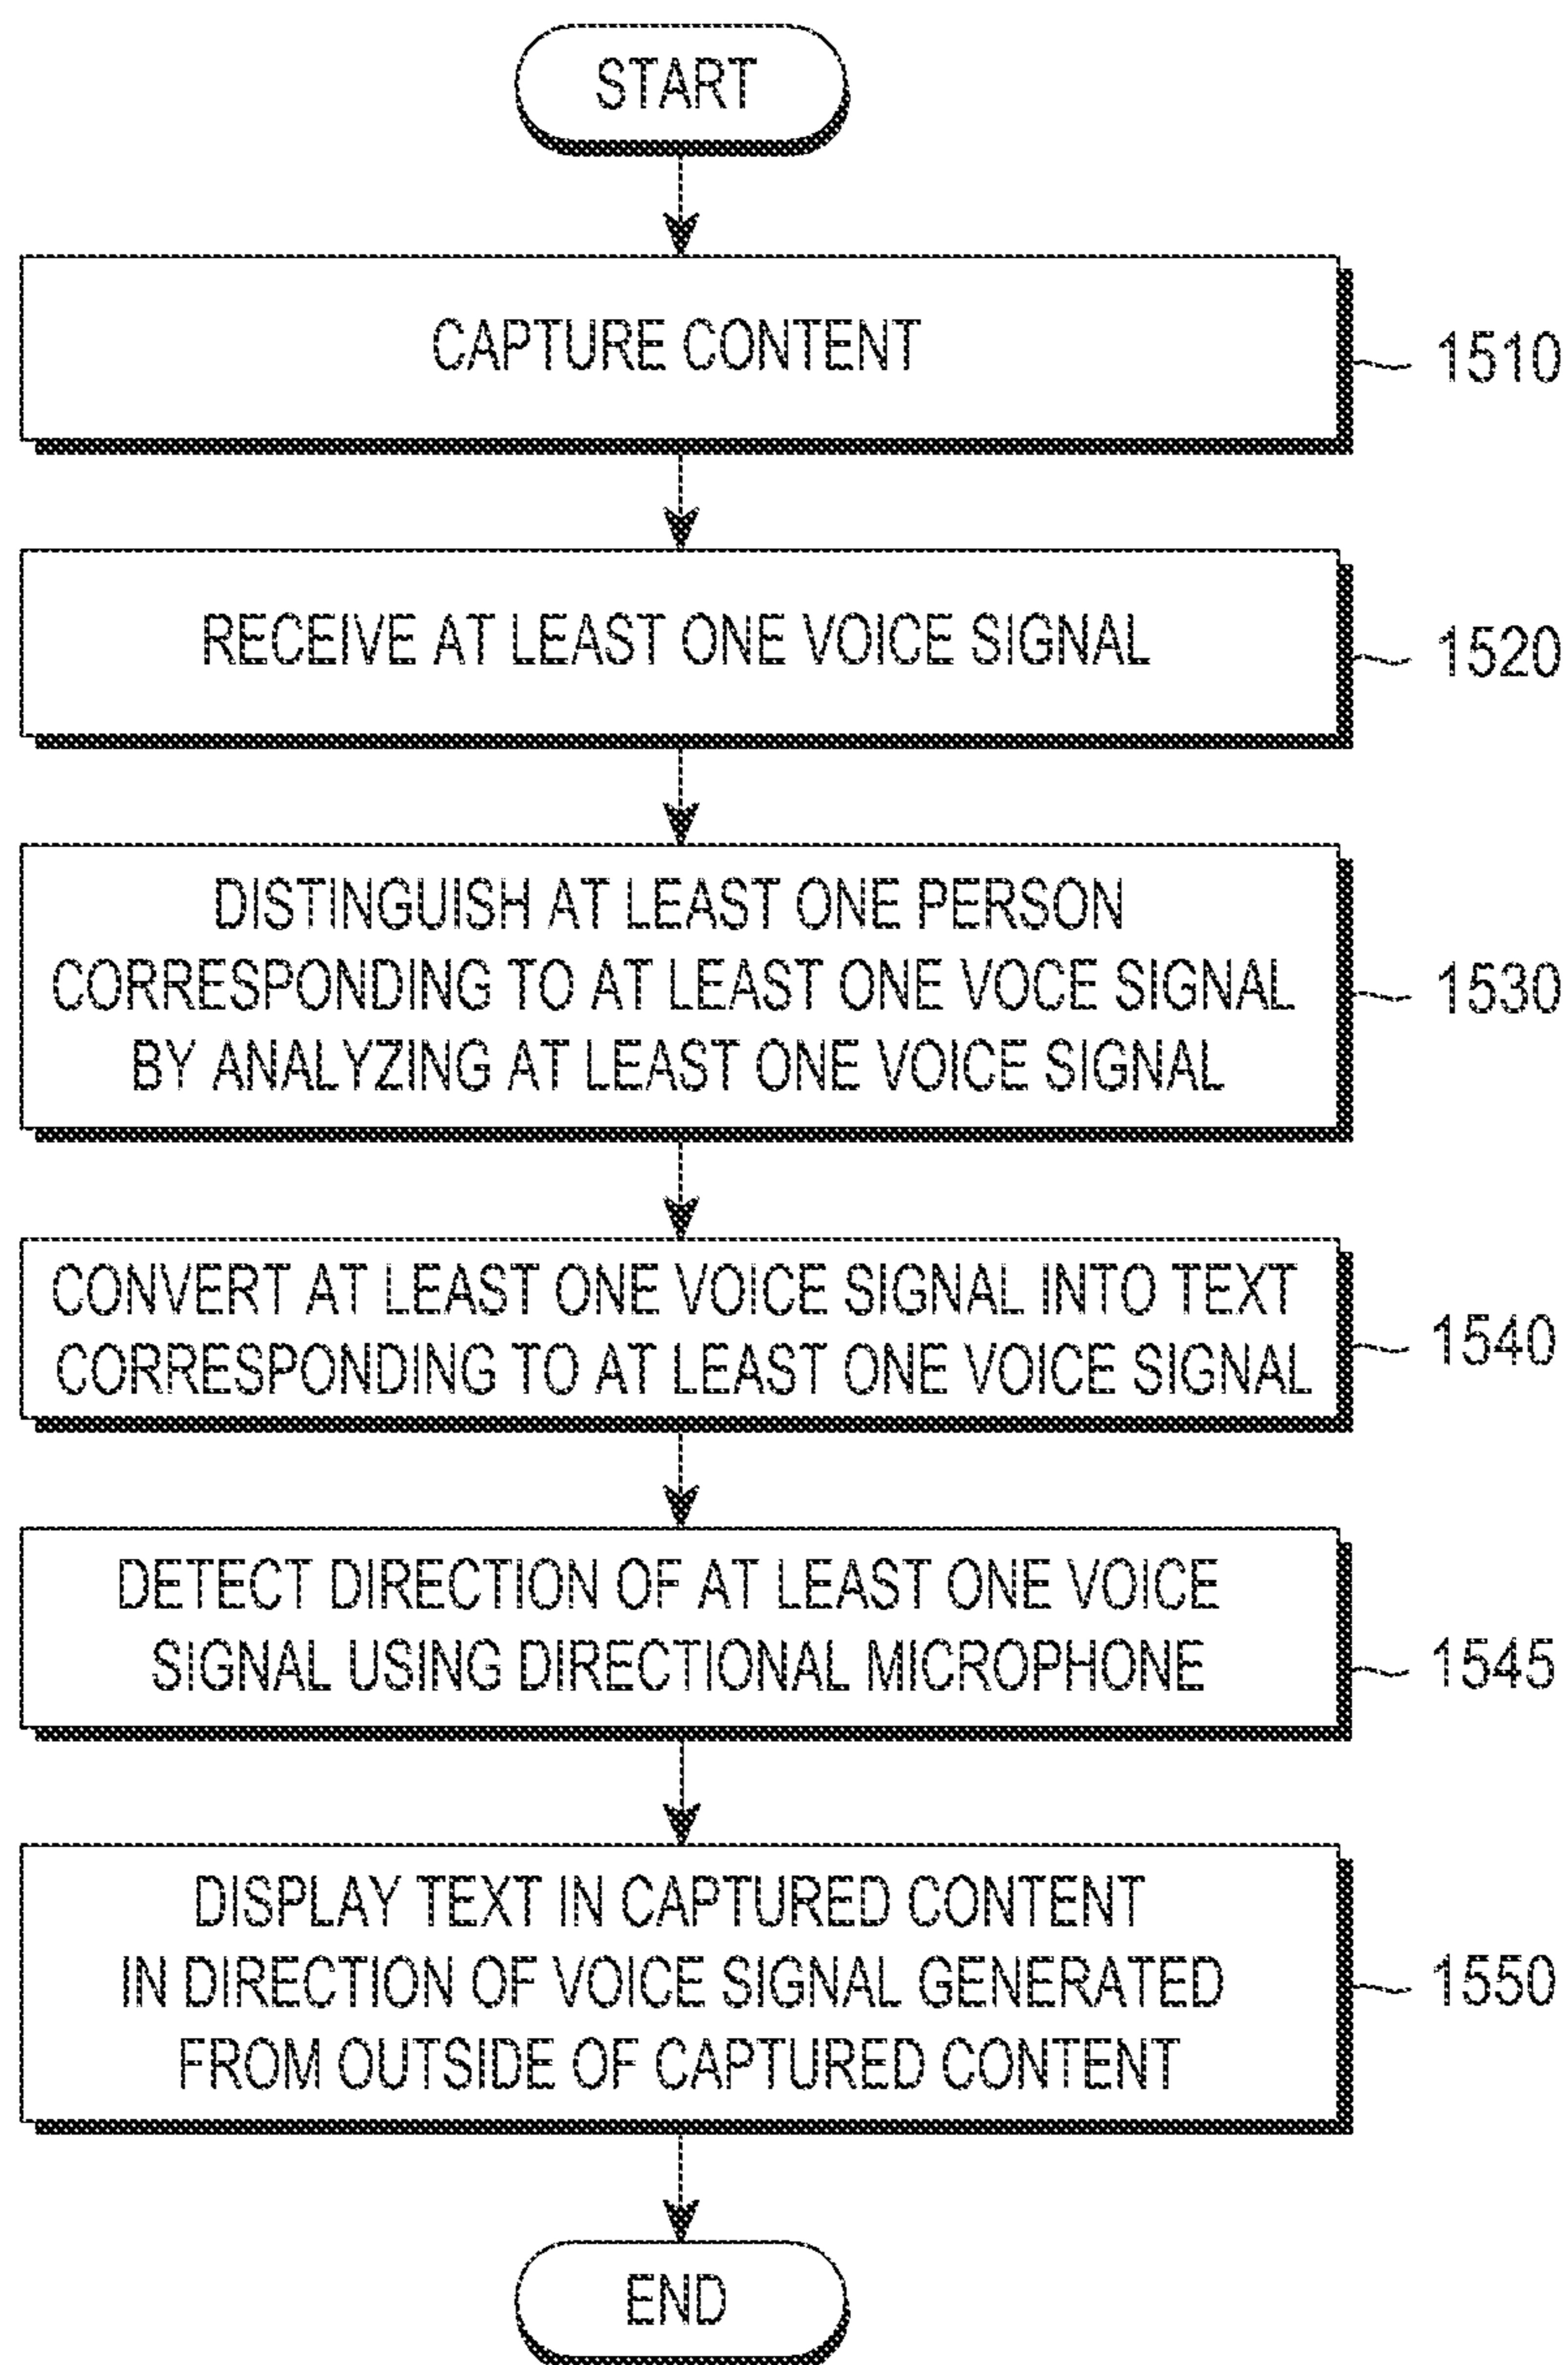 START
CAPTURE CONTENT
1510
RECEIVE AT LEAST ONE VOICE SIGNAL
1520
DISTINGUISH AT LEAST ONE PERSON
CORRESPONDING TO AT LEAST ONE VOCE SIGNAL
BY ANALYZING AT LEAST ONE VOICE SIGNAL
1530
CONVERT AT LEAST ONE VOICE SIGNAL INTO TEXT
CORRESPONDING TO AT LEAST ONE VOICE SIGNAL
1540
DETECT DIRECTION OF AT LEAST ONE VOICE
SIGNAL USING DIRECTIONAL MICROPHONE
1545
DISPLAY TEXT IN CAPTURED CONTENT
IN DIRECTION OF VOICE SIGNAL GENERATED
FROM OUTSIDE OF CAPTURED CONTENT
1550
END